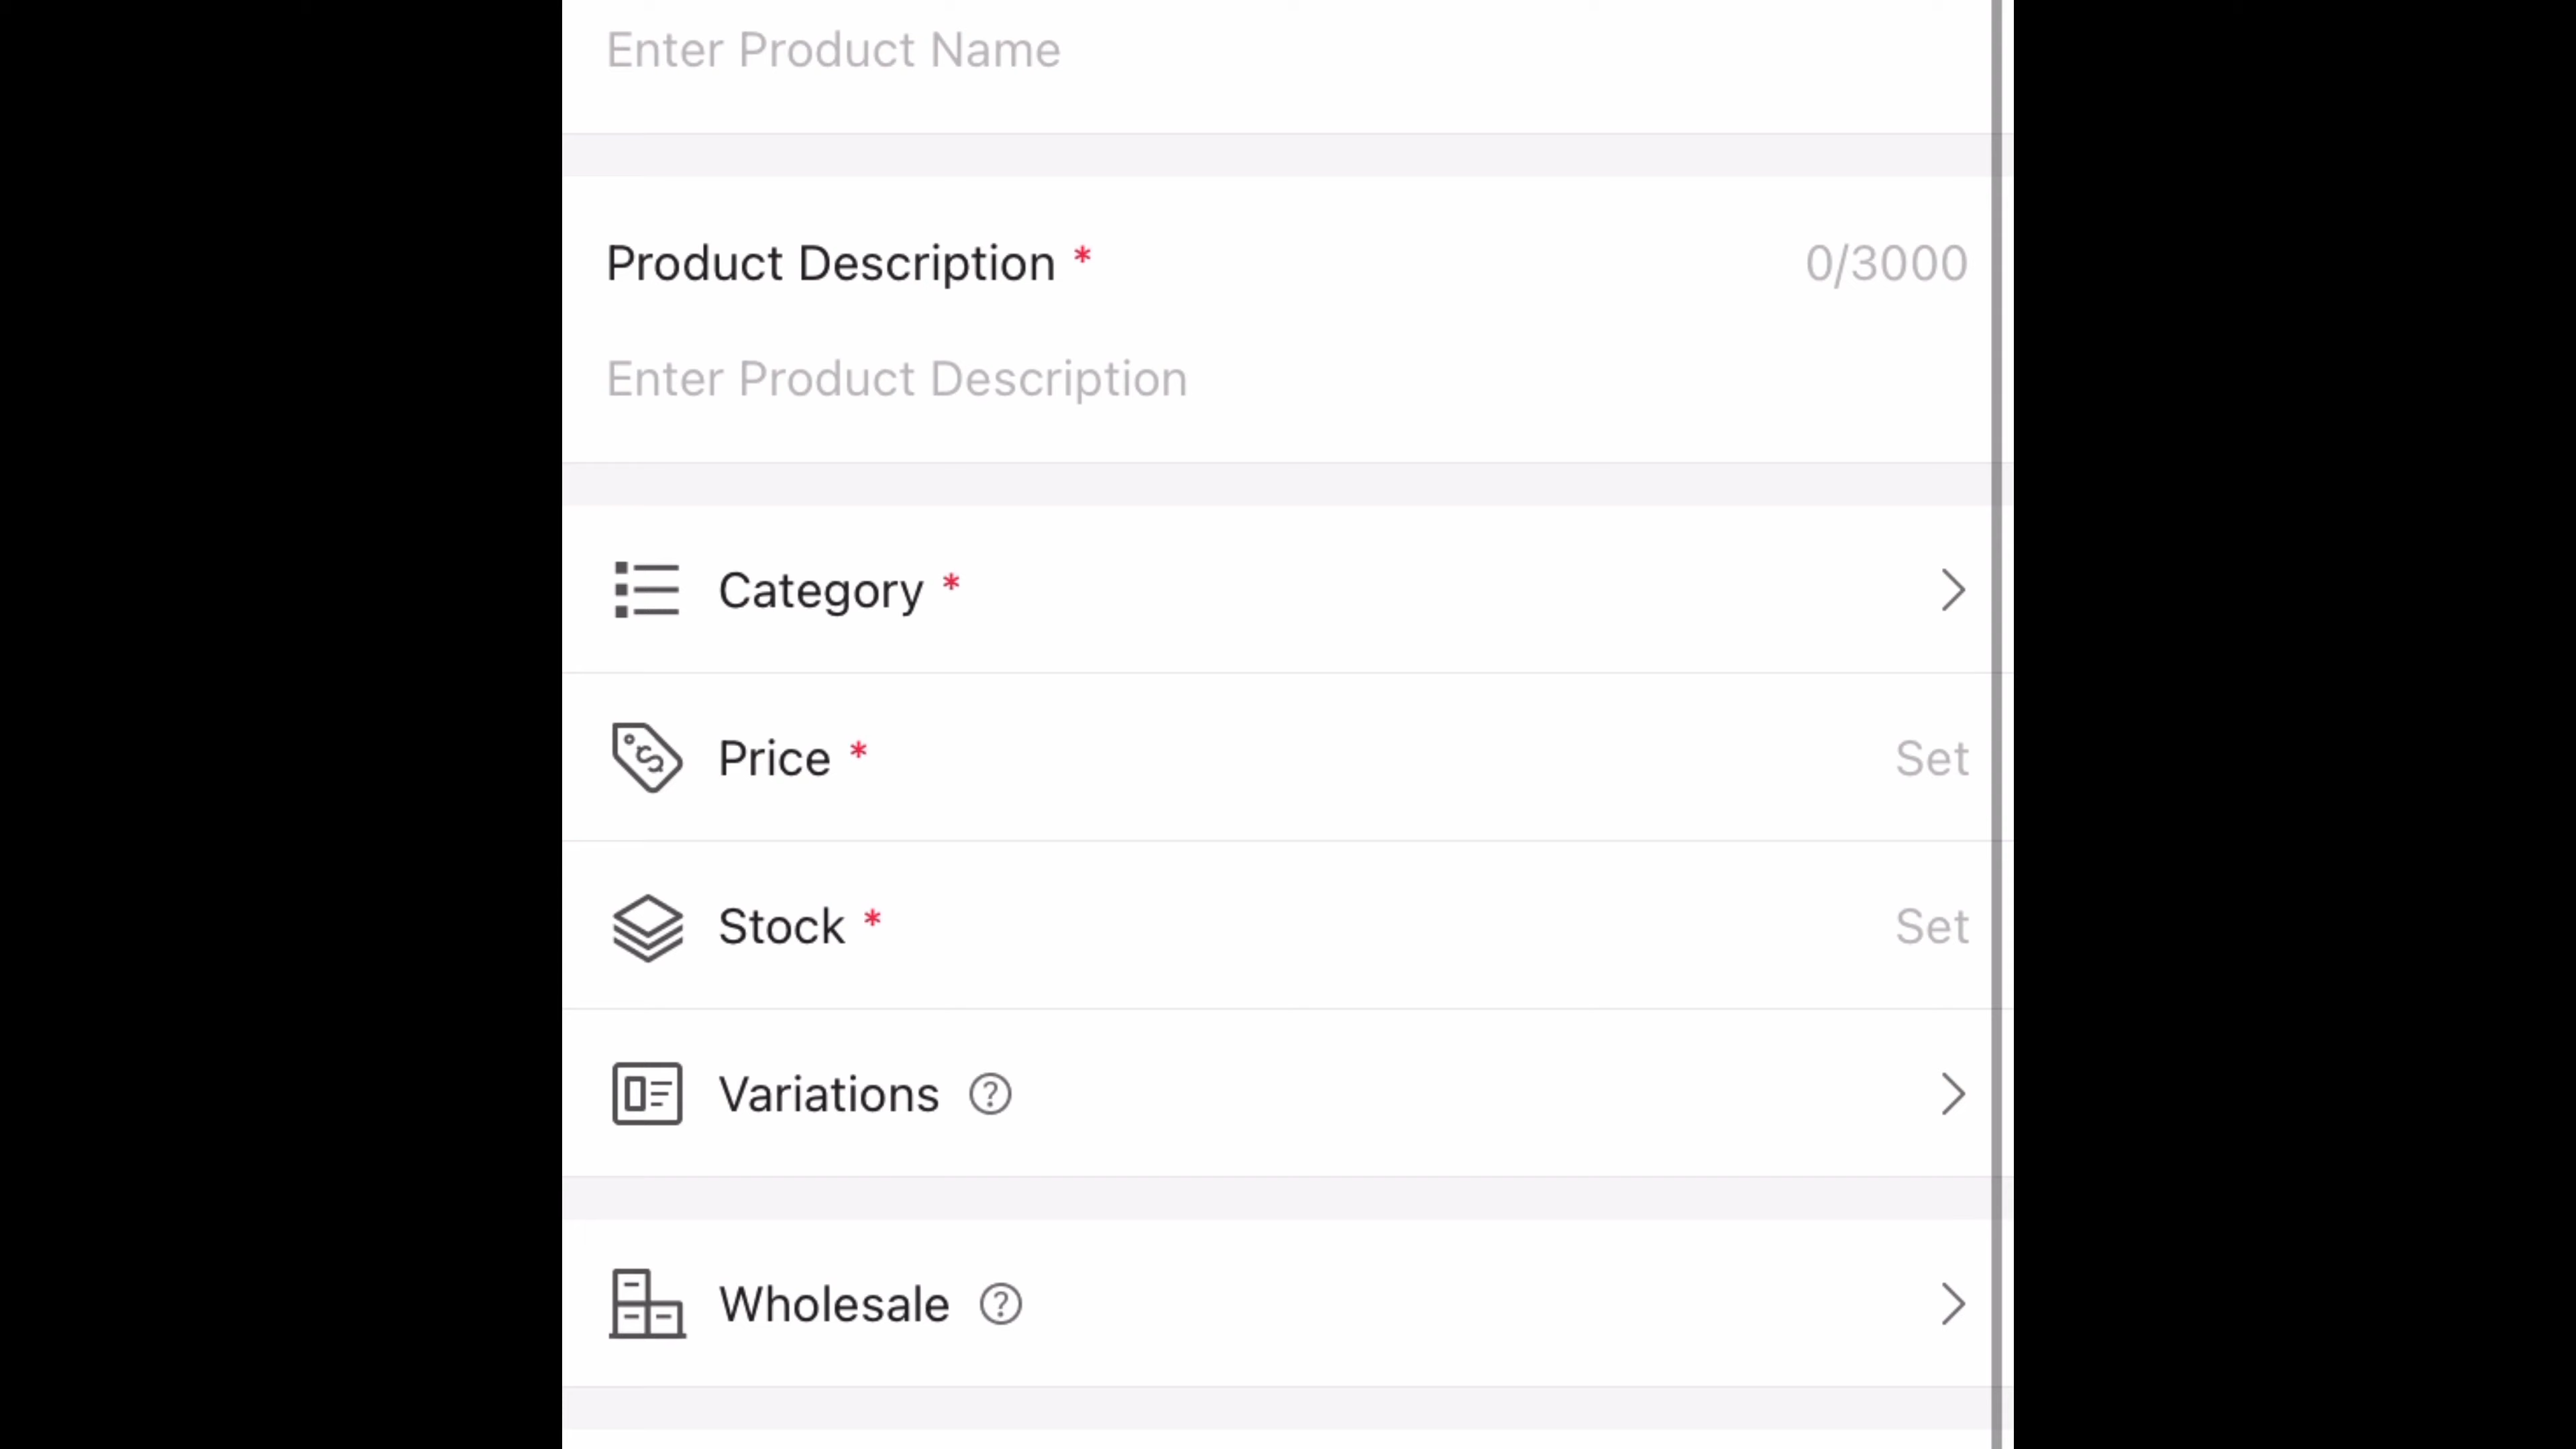 Enter Product Name
Product Description * 0/3000
Enter Product Description
Category *
Price * Set
Stock * Set
Variations ?
Wholesale ?